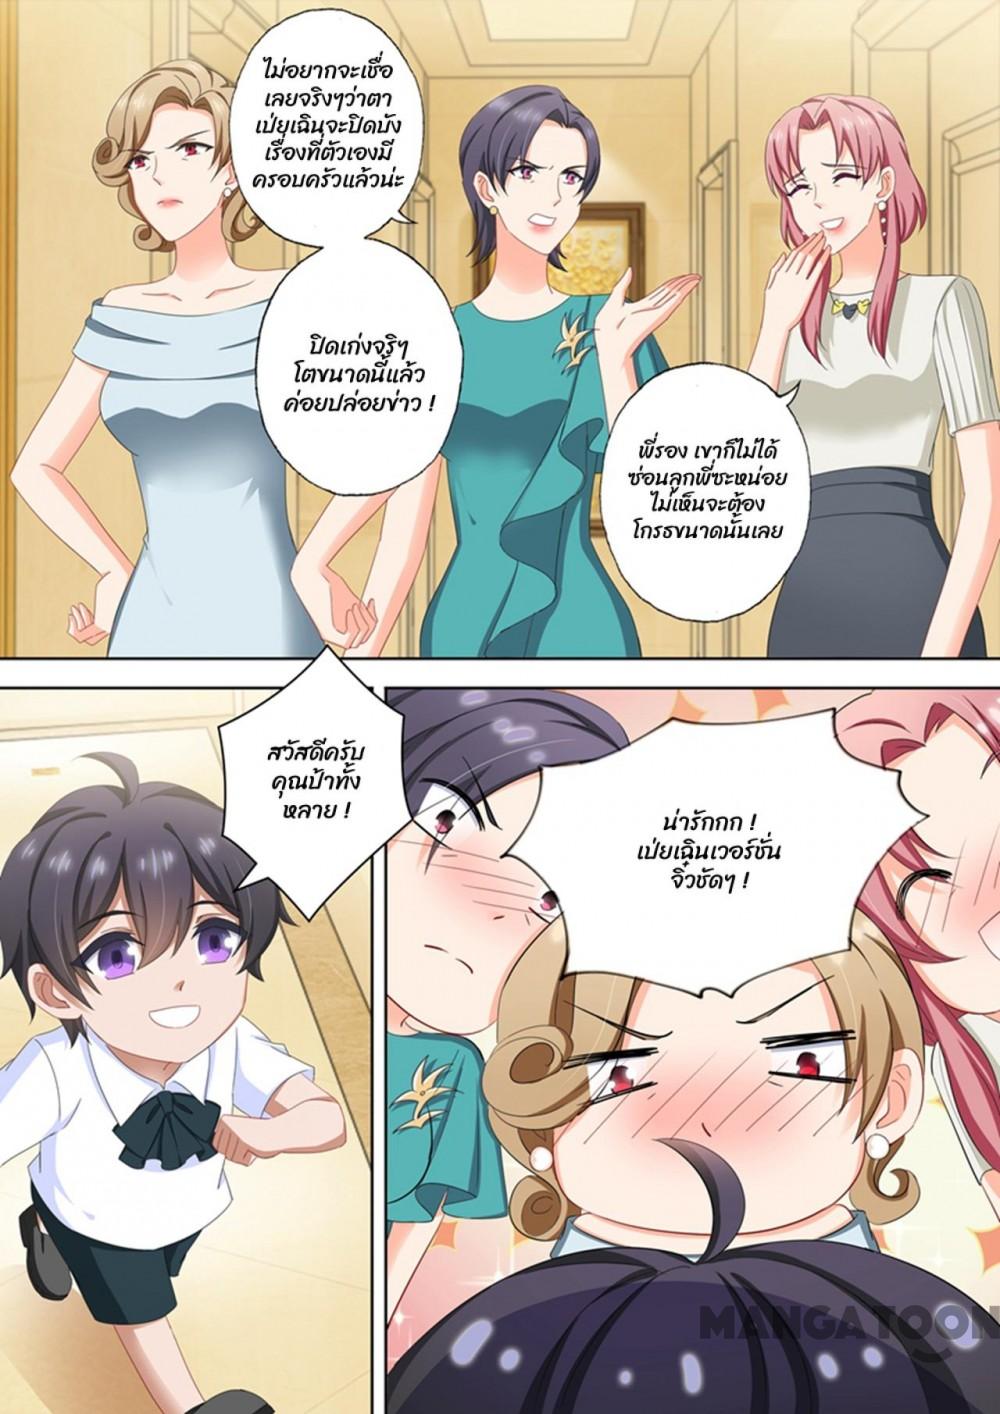 ไม่อยากจะเชื่อ
เลยจริงๆว่าตา
เป่ยเฉินจะปิดบัง
เรื่องที่ตัวเองมี
ครอบครัวแล้วน่ะ
ปิดเก่งจริๆ
โตขนาดนี้แล้ว
ค่อยปล่อยข่าว !
พี่รอง เขาก็ไม่ได้
ซ่อนลูกพี่ซะหน่อย
ไม่เห็นจะต้อง
โกรธขนาดนั้นเลย
สวัสดีครับ
คุณป้าทั้ง
หลาย !
น่ารักกก !
เป่ยเฉินเวอร์ชั่น
จิ๋วชัดๆ !
MANGATOON